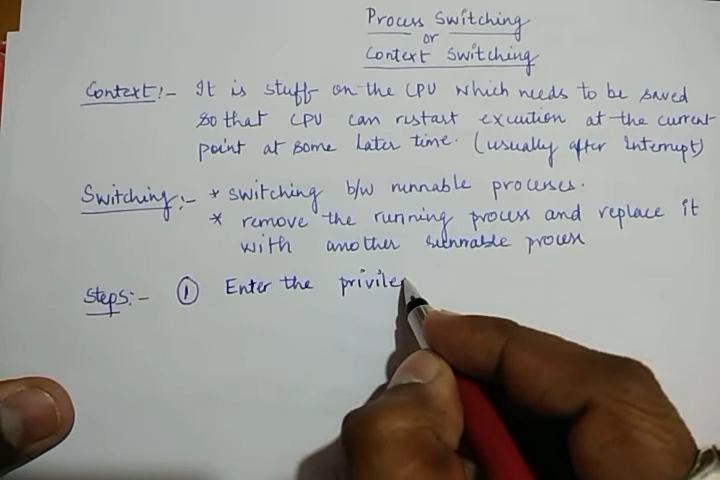 Process Switching
or
Context Switching
Context:- It is stuff on the CPU which needs to be saved
so that CPU can restart execution at the current
point at some later time. (usually after Interrupt)
Switching:- * switching b/w runnable processes.
* remove the running process and replace it
with another runnable process
Steps:- ① Enter the privile